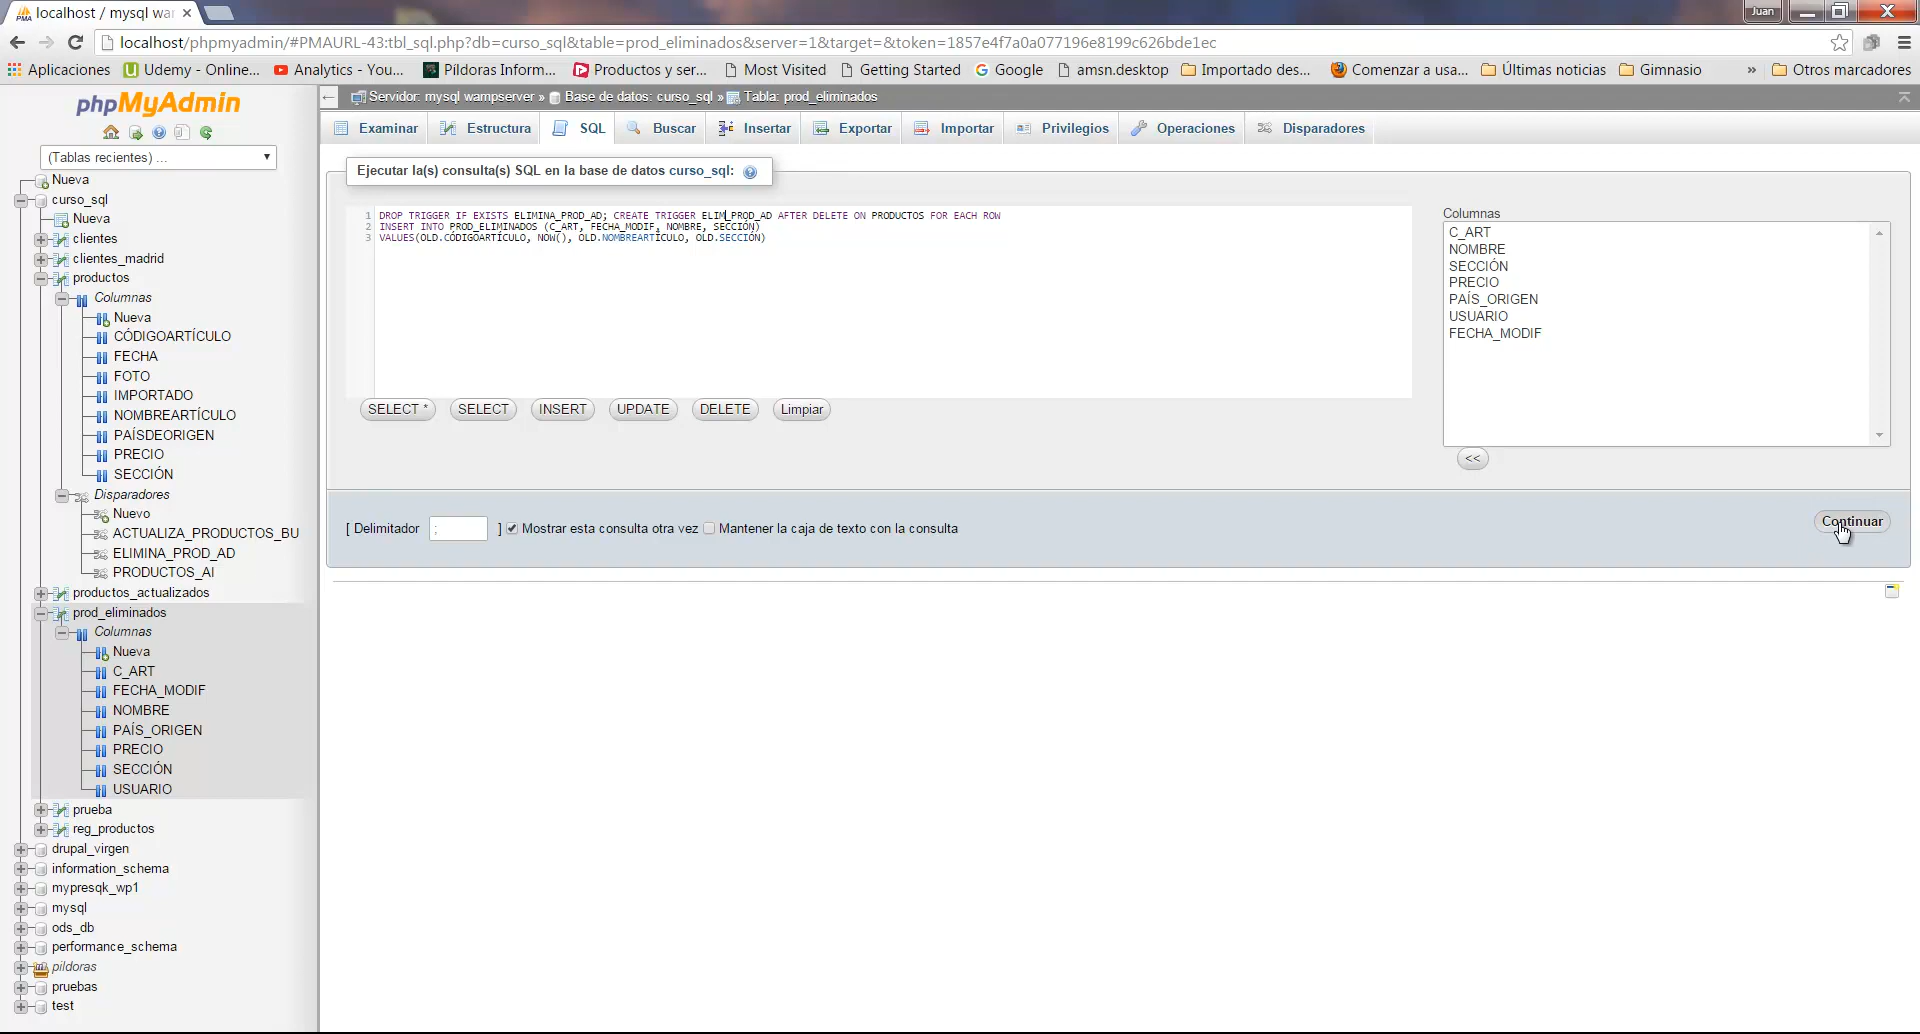 localhost / mysql wa
Juan
localhost/phpmyadmin/#PMAURL-43:tbl_sql.php?db=curso_sql&table=prod_eliminados&server=1&target=&token=1857e4f7a0a077196e8199c626bde1ec
Aplicaciones
Udemy - Online...
Analytics - You...
Píldoras Inform...
Productos y ser...
Most Visited
Getting Started
Google
amsn.desktop
Importado des...
Comenzar a usa...
Últimas noticias
Gimnasio
»
Otros marcadores
phpMyAdmin
(Tablas recientes) ...
Nueva
curso_sql
Nueva
clientes
clientes_madrid
productos
Columnas
Nueva
CÓDIGOARTÍCULO
FECHA
FOTO
IMPORTADO
NOMBREARTÍCULO
PAÍSDEORIGEN
PRECIO
SECCIÓN
Disparadores
Nuevo
ACTUALIZA_PRODUCTOS_BU
ELIMINA_PROD_AD
PRODUCTOS_AI
productos_actualizados
prod_eliminados
Columnas
Nueva
C_ART
FECHA_MODIF
NOMBRE
PAÍS_ORIGEN
PRECIO
SECCIÓN
USUARIO
prueba
reg_productos
drupal_virgen
information_schema
mypresqk_wp1
mysql
ods_db
performance_schema
pildoras
pruebas
test
Servidor: mysql wampserver » Base de datos: curso_sql » Tabla: prod_eliminados
Examinar
Estructura
SQL
Buscar
Insertar
Exportar
Importar
Privilegios
Operaciones
Disparadores
Ejecutar la(s) consulta(s) SQL en la base de datos curso_sql:
1 DROP TRIGGER IF EXISTS ELIMINA_PROD_AD; CREATE TRIGGER ELIM_PROD_AD AFTER DELETE ON PRODUCTOS FOR EACH ROW
2 INSERT INTO PROD_ELIMINADOS (C_ART, FECHA_MODIF, NOMBRE, SECCIÓN)
3 VALUES(OLD.CÓDIGOARTÍCULO, NOW(), OLD.NOMBREARTÍCULO, OLD.SECCIÓN)
SELECT *
SELECT
INSERT
UPDATE
DELETE
Limpiar
Columnas
C_ART
NOMBRE
SECCIÓN
PRECIO
PAÍS_ORIGEN
USUARIO
FECHA_MODIF
<<
[ Delimitador ; ] Mostrar esta consulta otra vez Mantener la caja de texto con la consulta
Continuar